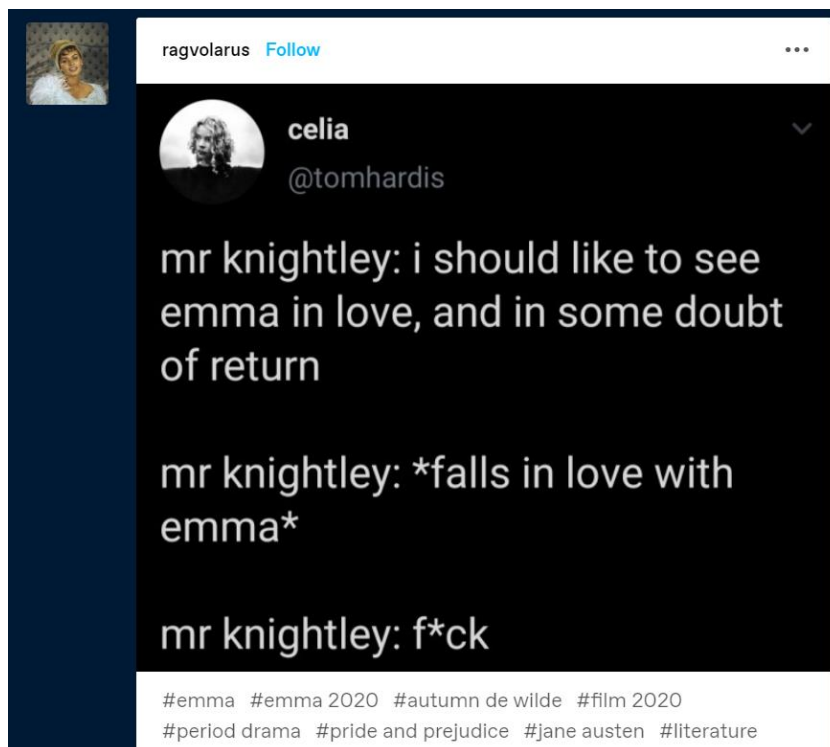 ragvolarus Follow
celia
@tomhardis
mr knightley: i should like to see
emma in love, and in some doubt
of return
mr knightley: *falls in love with
emma*
mr knightley: f*ck
#emma #emma 2020 #autumn de wilde #film 2020
#period drama #pride and prejudice #jane austen #literature